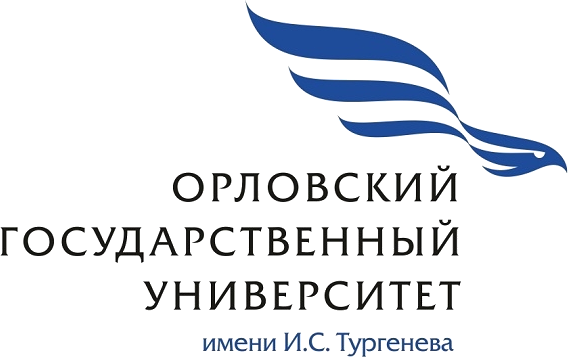 ОРЛОВСКИЙ
ГОСУДАРСТВЕННЫЙ
УНИВЕРСИТЕТ
имени И.С. Тургенева